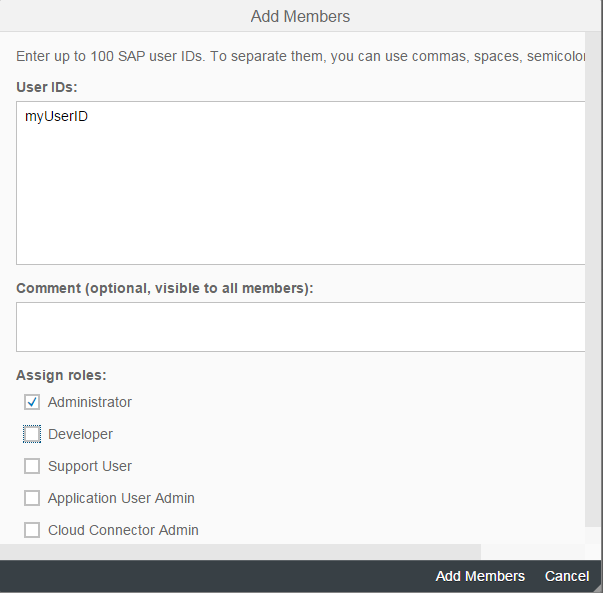 Add Members
Enter up to 100 SAP user IDs. To separate them, you can use commas, spaces,
User IDs:
myUserID
Comment (optional, visible to all members):
Assign roles:
Administrator
Developer
Support User
Application User Admin
Cloud Connector Admin
Add Members Cancel